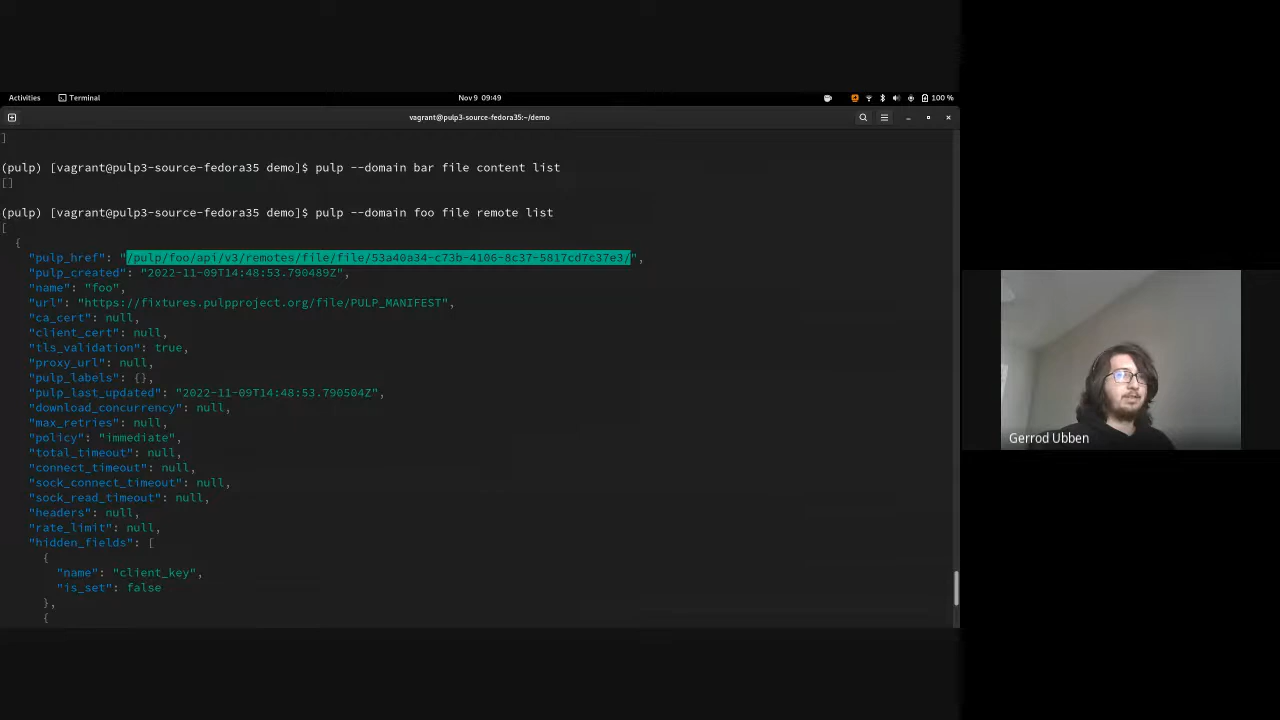 Activities Terminal Nov 9 09:49 100 %
vagrant@pulp3-source-fedora35:~/demo
]
(pulp) [vagrant@pulp3-source-fedora35 demo]$ pulp --domain bar file content list
[]
(pulp) [vagrant@pulp3-source-fedora35 demo]$ pulp --domain foo file remote list
[
{
"pulp_href": "/pulp/foo/api/v3/remotes/file/file/53a40a34-c73b-4106-8c37-5817cd7c37e3/",
"pulp_created": "2022-11-09T14:48:53.790489Z",
"name": "foo",
"url": "https://fixtures.pulpproject.org/file/PULP_MANIFEST",
"ca_cert": null,
"client_cert": null,
"tls_validation": true,
"proxy_url": null,
"pulp_labels": {},
"pulp_last_updated": "2022-11-09T14:48:53.790504Z",
"download_concurrency": null,
"max_retries": null,
"policy": "immediate",
"total_timeout": null,
"connect_timeout": null,
"sock_connect_timeout": null,
"sock_read_timeout": null,
"headers": null,
"rate_limit": null,
"hidden_fields": [
{
"name": "client_key",
"is_set": false
},
{
Gerrod Ubben